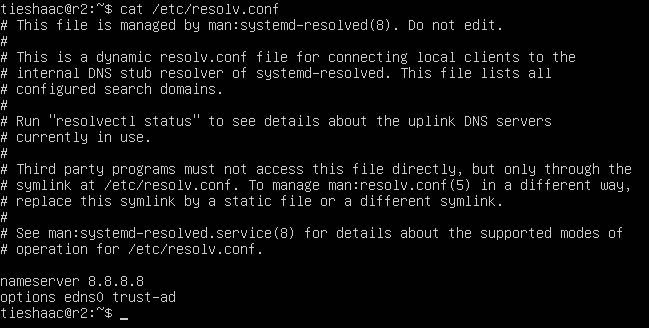 tieshaac@r2:~$ cat /etc/resolv.conf
# This file is managed by man:systemd-resolved(8). Do not edit.
#
# This is a dynamic resolv.conf file for connecting local clients to the
# internal DNS stub resolver of systemd-resolved. This file lists all
# configured search domains.
#
# Run "resolvectl status" to see details about the uplink DNS servers
# currently in use.
#
# Third party programs must not access this file directly, but only through the
# symlink at /etc/resolv.conf. To manage man:resolv.conf(5) in a different way,
# replace this symlink by a static file or a different symlink.
#
# See man:systemd-resolved.service(8) for details about the supported modes of
# operation for /etc/resolv.conf.

nameserver 8.8.8.8
options edns0 trust-ad
tieshaac@r2:~$ _